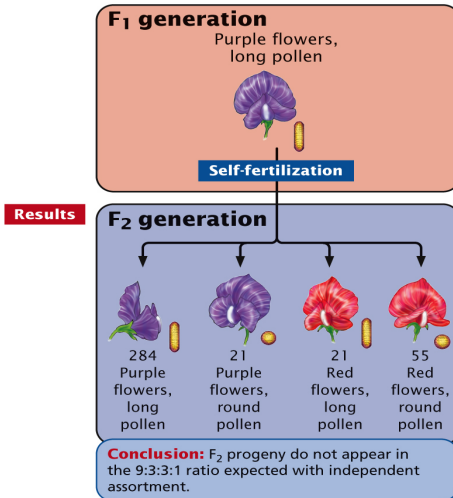 F1 generation
Purple flowers,
long pollen
Self-fertilization
Results
F2 generation
284
Purple
flowers,
long
pollen
21
Purple
flowers,
round
pollen
21
Red
flowers,
long
pollen
55
Red
flowers,
round
pollen
Conclusion: F2 progeny do not appear in
the 9:3:3:1 ratio expected with independent
assortment.